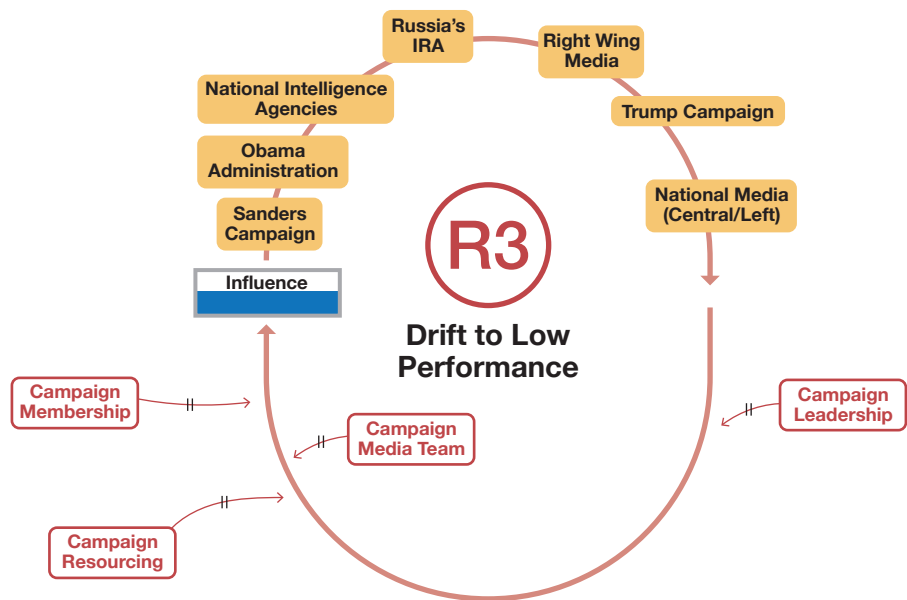 Russia's
IRA
Right Wing
Media
National Intelligence
Agencies
Trump Campaign
Obama
Administration
National Media
(Central/Left)
Sanders
Campaign
R3
Influence
Drift to Low
Performance
Campaign
Membership
Campaign
Leadership
Campaign
Media Team
Campaign
Resourcing